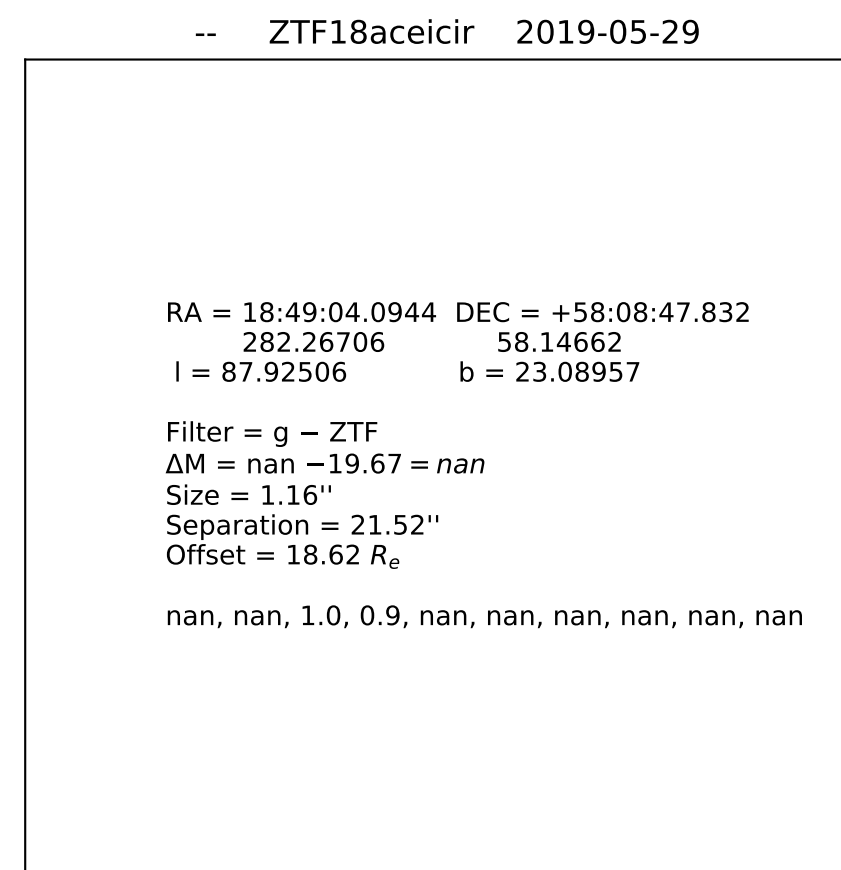 -- ZTF18aceicir 2019-05-29
RA = 18:49:04.0944 DEC = +58:08:47.832
282.26706 58.14662
l = 87.92506 b = 23.08957
Filter = g − ZTF
ΔM = nan −19.67 = nan
Size = 1.16''
Separation = 21.52''
Offset = 18.62 Re
nan, nan, 1.0, 0.9, nan, nan, nan, nan, nan, nan